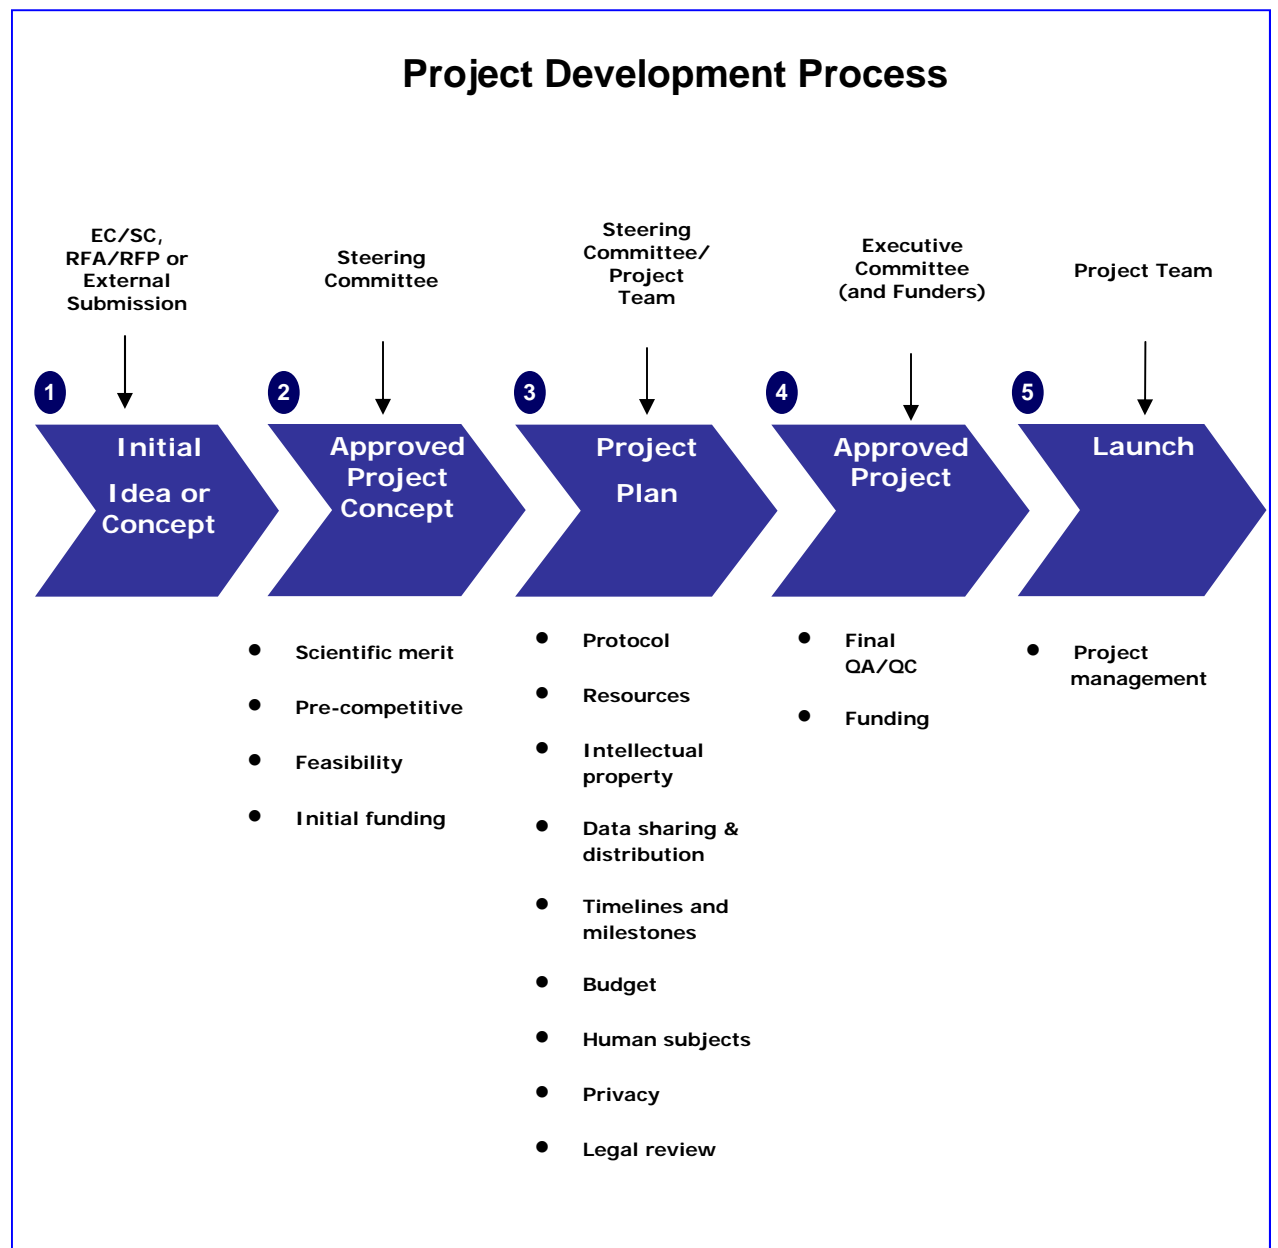 Project Development Process
EC/SC,
RFA/RFP or
External
Submission
Steering
Committee
Steering
Committee/
Project
Team
Executive
Committee
(and Funders)
Project Team
1
2
3
4
5
Initial
Idea or
Concept
Approved
Project
Concept
Project
Plan
Approved
Project
Launch
• Scientific merit
• Pre-competitive
• Feasibility
• Initial funding
• Protocol
• Resources
• Intellectual
property
• Data sharing &
distribution
• Timelines and
milestones
• Budget
• Human subjects
• Privacy
• Legal review
• Final
QA/QC
• Funding
• Project
management